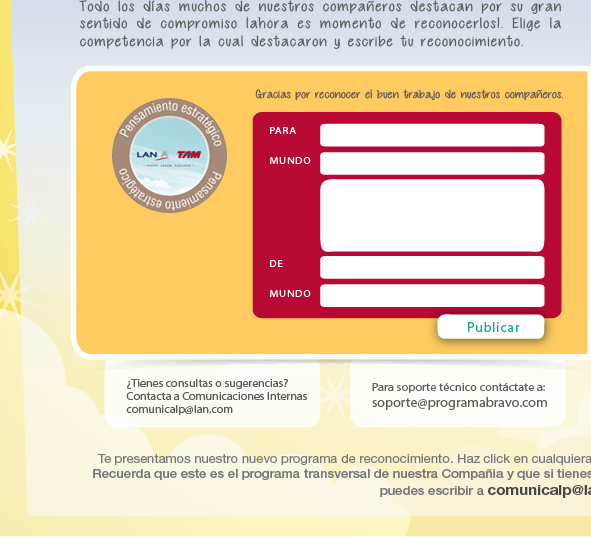 Todo los días muchos de nuestros compañeros destacan por su gran
sentido de compromiso ¡ahora es momento de reconocerlos!. Elige la
competencia por la cual destacaron y escribe tu reconocimiento.
Gracias por reconocer el buen trabajo de nuestros compañeros.
Pensamiento estratégico
LAN TAM
Pensamiento estratégico
PARA
MUNDO
DE
MUNDO
Publicar
¿Tienes consultas o sugerencias?
Contacta a Comunicaciones Internas
comunicalp@lan.com
Para soporte técnico contáctate a:
soporte@programabravo.com
Te presentamos nuestro nuevo programa de reconocimiento. Haz click en cualquiera
Recuerda que este es el programa transversal de nuestra Compañia y que si tienes
puedes escribir a comunicalp@la